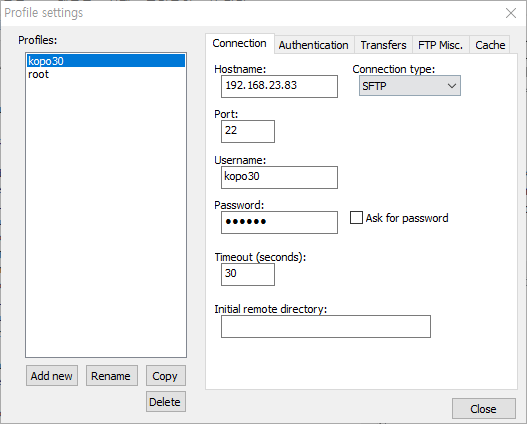 Profile settings
Profiles:
kopo30
root
Add new
Rename
Copy
Delete
Connection
Authentication
Transfers
FTP Misc.
Cache
Hostname:
Connection type:
192.168.23.83
SFTP
Port:
22
Username:
kopo30
Password:
●●●●●●
Ask for password
Timeout (seconds):
30
Initial remote directory:
Close